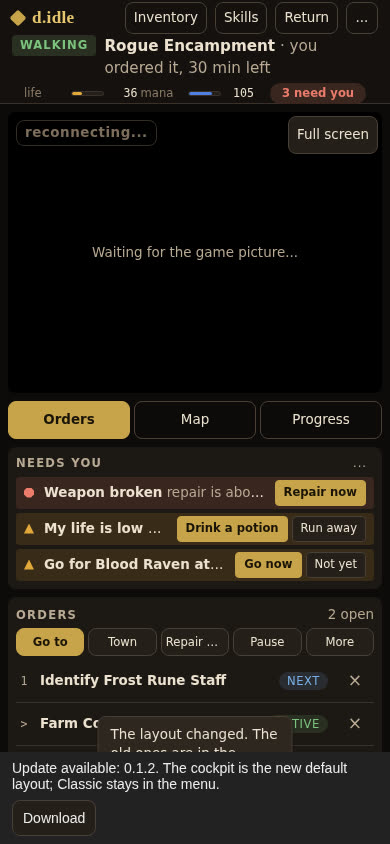 d.idle
Inventory
Skills
Return
...
WALKING
Rogue Encampment · you
ordered it, 30 min left
life
36
mana
105
3 need you
reconnecting...
Full screen
Waiting for the game picture...
Orders
Map
Progress
NEEDS YOU
...
Weapon broken repair is abo...
Repair now
My life is low ...
Drink a potion
Run away
Go for Blood Raven at...
Go now
Not yet
ORDERS
2 open
Go to
Town
Repair ...
Pause
More
1 Identify Frost Rune Staff
NEXT
×
> Farm
×
The layout changed. The
old ones are in the
Update available: 0.1.2. The cockpit is the new default
layout; Classic stays in the menu.
Download